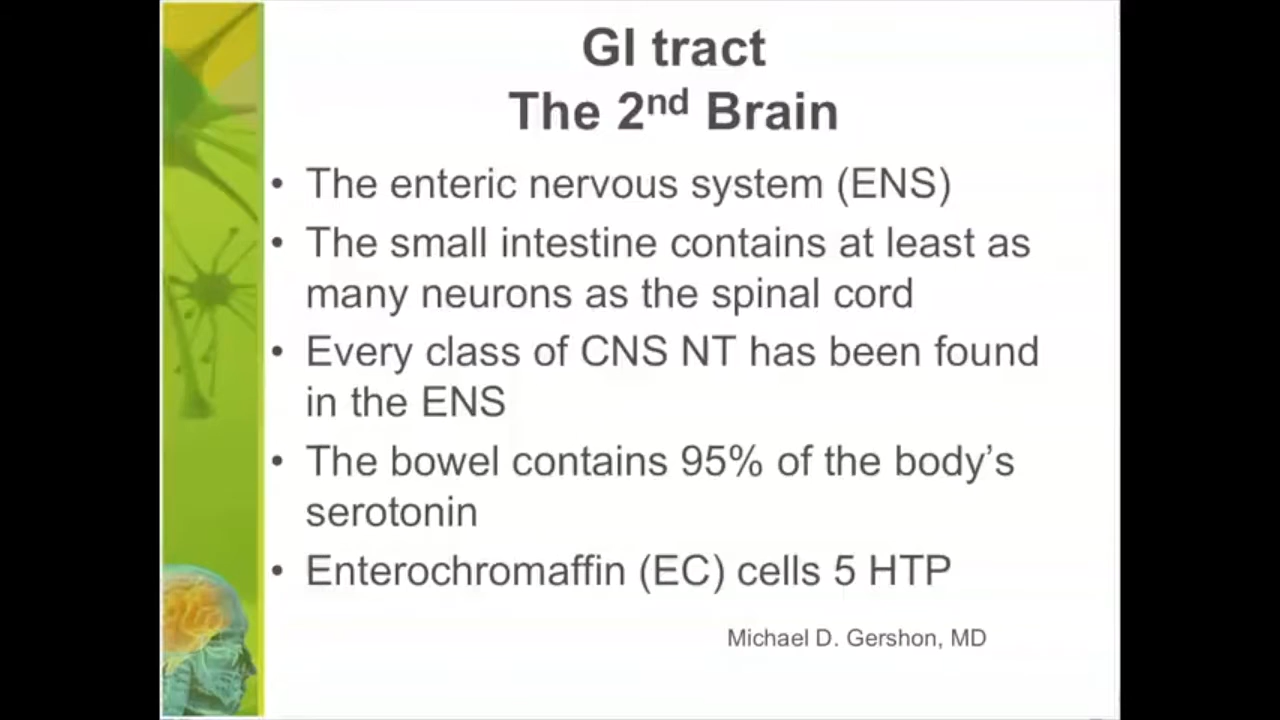 GI tract
The 2nd Brain
• The enteric nervous system (ENS)
• The small intestine contains at least as
many neurons as the spinal cord
• Every class of CNS NT has been found
in the ENS
• The bowel contains 95% of the body’s
serotonin
• Enterochromaffin (EC) cells 5 HTP
Michael D. Gershon, MD